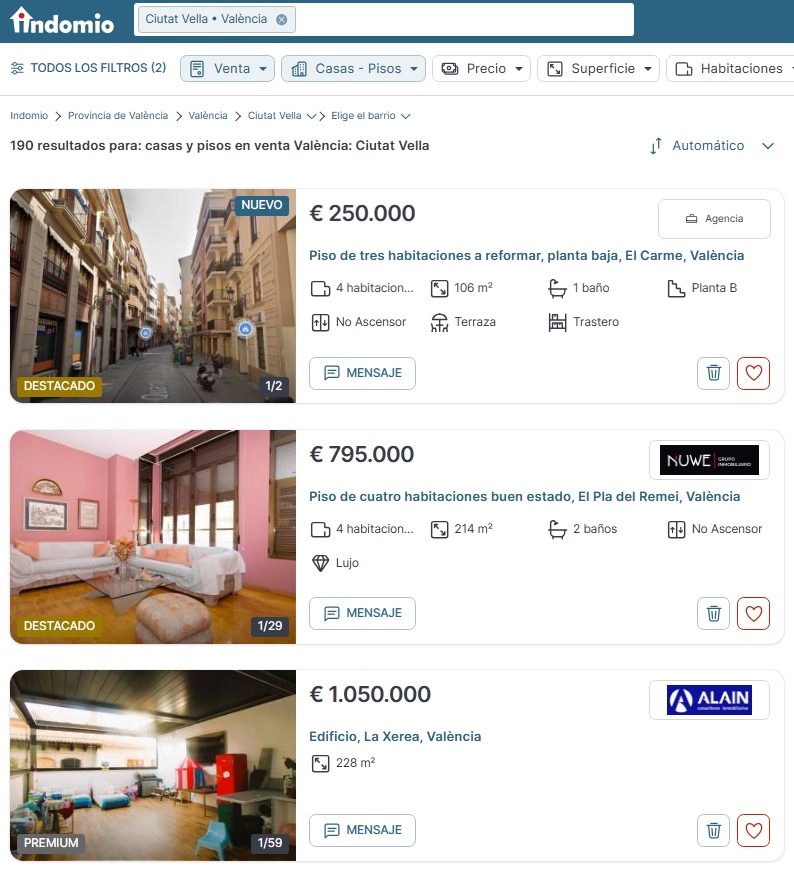 indomio
Ciutat Vella • València
TODOS LOS FILTROS (2)
Venta
Casas - Pisos
Precio
Superficie
Habitaciones
Indomio
Provincia de València
València
Ciutat Vella
Elige el barrio
190 resultados para: casas y pisos en venta València: Ciutat Vella
Automático
NUEVO
DESTACADO
1/2
€ 250.000
Agencia
Piso de tres habitaciones a reformar, planta baja, El Carme, València
4 habitacion...
106 m²
1 baño
Planta B
No Ascensor
Terraza
Trastero
MENSAJE
DESTACADO
1/29
€ 795.000
NUWE GRUPO INMOBILIARIO
Piso de cuatro habitaciones buen estado, El Pla del Remei, València
4 habitacion...
214 m²
2 baños
No Ascensor
Lujo
MENSAJE
PREMIUM
1/59
€ 1.050.000
ALAIN
consultores inmobiliarios
Edificio, La Xerea, València
228 m²
MENSAJE